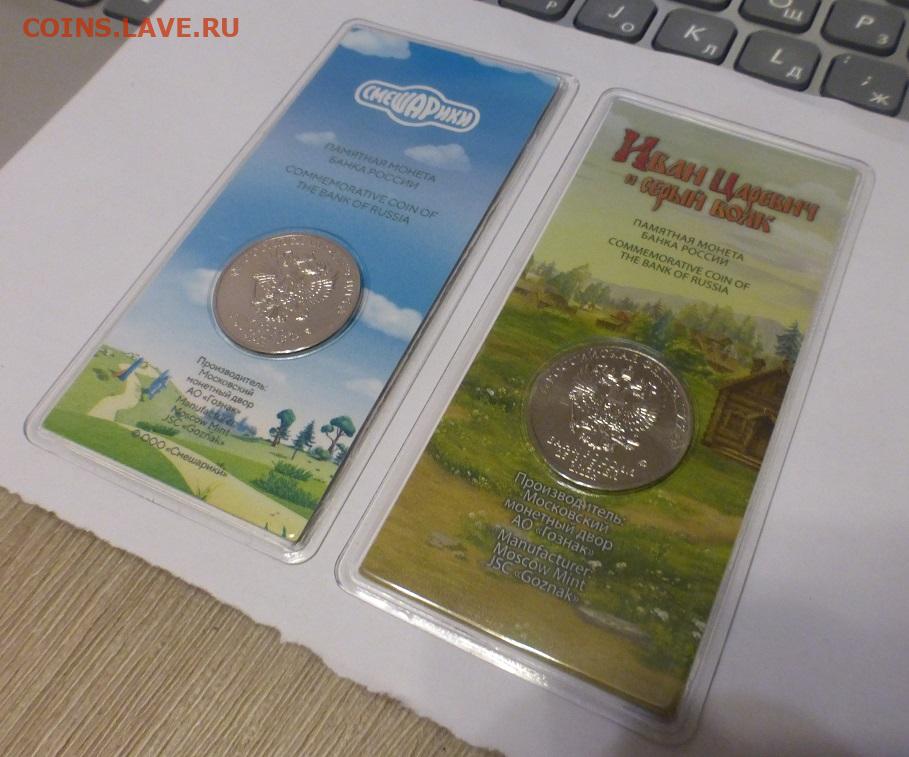 COINS.LAVE.RU
СМЕШАРИКИ
ПАМЯТНАЯ МОНЕТА
БАНКА РОССИИ
COMMEMORATIVE COIN OF
THE BANK OF RUSSIA
Производитель:
Московский
монетный двор
АО «Гознак»
Manufacturer
Moscow Mint
JSC «Goznak»
© ООО «Смешарики»
Иван Царевич
и серый волк
ПАМЯТНАЯ МОНЕТА
БАНКА РОССИИ
COMMEMORATIVE COIN OF
THE BANK OF RUSSIA
РОССИЙСКАЯ
Производитель:
Московский
монетный двор
АО «Гознак»
Manufacturer
Moscow Mint
JSC «Goznak»
О
Ш
З
К
Л
Д
Ж